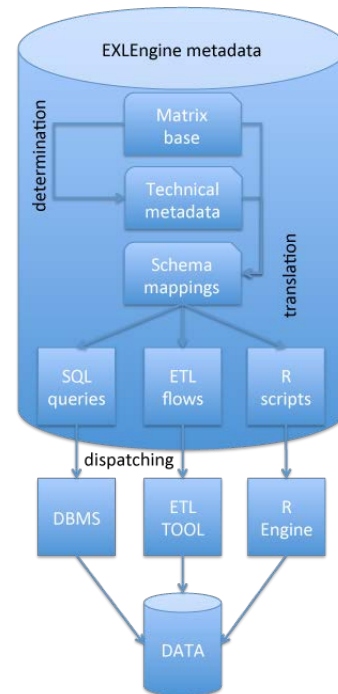 EXLEngine metadata
determination
Matrix
base
Technical
metadata
translation
Schema
mappings
SQL
queries
ETL
flows
R
scripts
dispatching
DBMS
ETL
TOOL
R
Engine
DATA